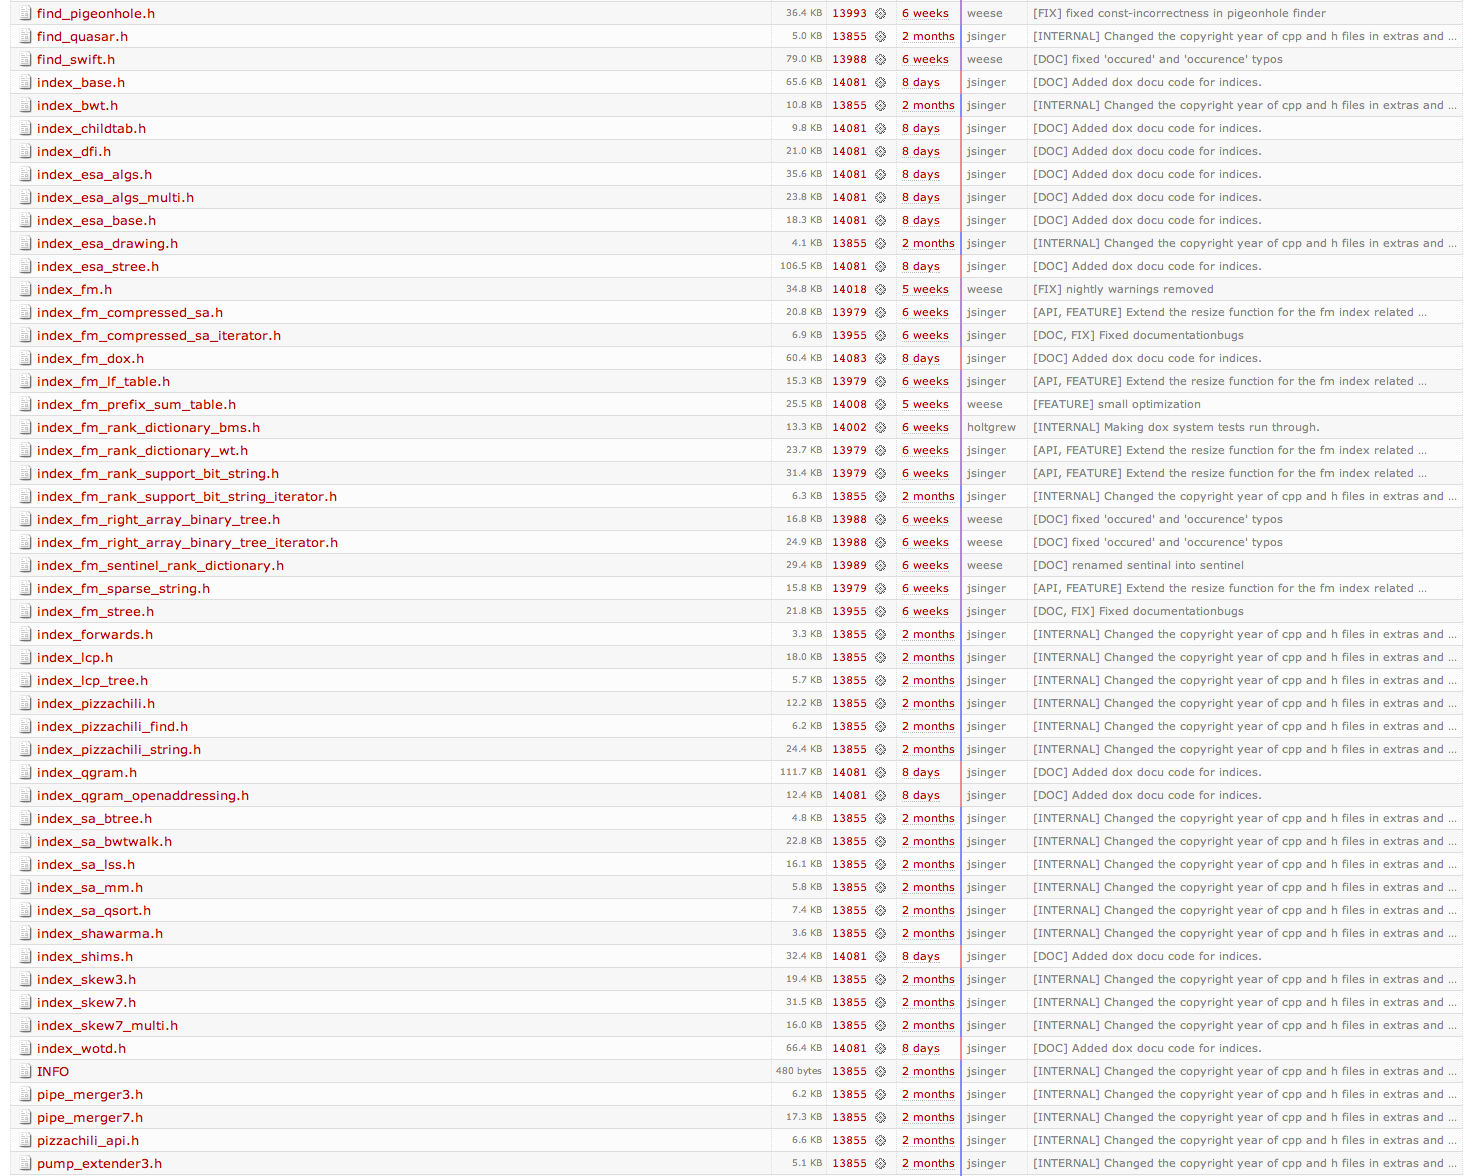 find_pigeonhole.h 36.4 KB 13993 6 weeks weese [FIX] fixed const-incorrectness in pigeonhole finder
find_quasar.h 5.0 KB 13855 2 months jsinger [INTERNAL] Changed the copyright year of cpp and h files in extras and ...
find_swift.h 79.0 KB 13988 6 weeks weese [DOC] fixed 'occured' and 'occurence' typos
index_base.h 65.6 KB 14081 8 days jsinger [DOC] Added dox docu code for indices.
index_bwt.h 10.8 KB 13855 2 months jsinger [INTERNAL] Changed the copyright year of cpp and h files in extras and ...
index_childtab.h 9.8 KB 14081 8 days jsinger [DOC] Added dox docu code for indices.
index_dfi.h 21.0 KB 14081 8 days jsinger [DOC] Added dox docu code for indices.
index_esa_algs.h 35.6 KB 14081 8 days jsinger [DOC] Added dox docu code for indices.
index_esa_algs_multi.h 23.8 KB 14081 8 days jsinger [DOC] Added dox docu code for indices.
index_esa_base.h 18.3 KB 14081 8 days jsinger [DOC] Added dox docu code for indices.
index_esa_drawing.h 4.1 KB 13855 2 months jsinger [INTERNAL] Changed the copyright year of cpp and h files in extras and ...
index_esa_stree.h 106.5 KB 14081 8 days jsinger [DOC] Added dox docu code for indices.
index_fm.h 34.8 KB 14018 5 weeks weese [FIX] nightly warnings removed
index_fm_compressed_sa.h 20.8 KB 13979 6 weeks jsinger [API, FEATURE] Extend the resize function for the fm index related ...
index_fm_compressed_sa_iterator.h 6.9 KB 13955 6 weeks jsinger [DOC, FIX] Fixed documentationbugs
index_fm_dox.h 60.4 KB 14083 8 days jsinger [DOC] Added dox docu code for indices.
index_fm_lf_table.h 15.3 KB 13979 6 weeks jsinger [API, FEATURE] Extend the resize function for the fm index related ...
index_fm_prefix_sum_table.h 25.5 KB 14008 5 weeks weese [FEATURE] small optimization
index_fm_rank_dictionary_bms.h 13.3 KB 14002 6 weeks holtgrew [INTERNAL] Making dox system tests run through.
index_fm_rank_dictionary_wt.h 23.7 KB 13979 6 weeks jsinger [API, FEATURE] Extend the resize function for the fm index related ...
index_fm_rank_support_bit_string.h 31.4 KB 13979 6 weeks jsinger [API, FEATURE] Extend the resize function for the fm index related ...
index_fm_rank_support_bit_string_iterator.h 6.3 KB 13855 2 months jsinger [INTERNAL] Changed the copyright year of cpp and h files in extras and ...
index_fm_right_array_binary_tree.h 16.8 KB 13988 6 weeks weese [DOC] fixed 'occured' and 'occurence' typos
index_fm_right_array_binary_tree_iterator.h 24.9 KB 13988 6 weeks weese [DOC] fixed 'occured' and 'occurence' typos
index_fm_sentinel_rank_dictionary.h 29.4 KB 13989 6 weeks weese [DOC] renamed sentinal into sentinel
index_fm_sparse_string.h 15.8 KB 13979 6 weeks jsinger [API, FEATURE] Extend the resize function for the fm index related ...
index_fm_stree.h 21.8 KB 13955 6 weeks jsinger [DOC, FIX] Fixed documentationbugs
index_forwards.h 3.3 KB 13855 2 months jsinger [INTERNAL] Changed the copyright year of cpp and h files in extras and ...
index_lcp.h 18.0 KB 13855 2 months jsinger [INTERNAL] Changed the copyright year of cpp and h files in extras and ...
index_lcp_tree.h 5.7 KB 13855 2 months jsinger [INTERNAL] Changed the copyright year of cpp and h files in extras and ...
index_pizzachili.h 12.2 KB 13855 2 months jsinger [INTERNAL] Changed the copyright year of cpp and h files in extras and ...
index_pizzachili_find.h 6.2 KB 13855 2 months jsinger [INTERNAL] Changed the copyright year of cpp and h files in extras and ...
index_pizzachili_string.h 24.4 KB 13855 2 months jsinger [INTERNAL] Changed the copyright year of cpp and h files in extras and ...
index_qgram.h 111.7 KB 14081 8 days jsinger [DOC] Added dox docu code for indices.
index_qgram_openaddressing.h 12.4 KB 14081 8 days jsinger [DOC] Added dox docu code for indices.
index_sa_btree.h 4.8 KB 13855 2 months jsinger [INTERNAL] Changed the copyright year of cpp and h files in extras and ...
index_sa_bwtwalk.h 22.8 KB 13855 2 months jsinger [INTERNAL] Changed the copyright year of cpp and h files in extras and ...
index_sa_lss.h 16.1 KB 13855 2 months jsinger [INTERNAL] Changed the copyright year of cpp and h files in extras and ...
index_sa_mm.h 5.8 KB 13855 2 months jsinger [INTERNAL] Changed the copyright year of cpp and h files in extras and ...
index_sa_qsort.h 7.4 KB 13855 2 months jsinger [INTERNAL] Changed the copyright year of cpp and h files in extras and ...
index_shawarma.h 3.6 KB 13855 2 months jsinger [INTERNAL] Changed the copyright year of cpp and h files in extras and ...
index_shims.h 32.4 KB 14081 8 days jsinger [DOC] Added dox docu code for indices.
index_skew3.h 19.4 KB 13855 2 months jsinger [INTERNAL] Changed the copyright year of cpp and h files in extras and ...
index_skew7.h 31.5 KB 13855 2 months jsinger [INTERNAL] Changed the copyright year of cpp and h files in extras and ...
index_skew7_multi.h 16.0 KB 13855 2 months jsinger [INTERNAL] Changed the copyright year of cpp and h files in extras and ...
index_wotd.h 66.4 KB 14081 8 days jsinger [DOC] Added dox docu code for indices.
INFO 480 bytes 13855 2 months jsinger [INTERNAL] Changed the copyright year of cpp and h files in extras and ...
pipe_merger3.h 6.2 KB 13855 2 months jsinger [INTERNAL] Changed the copyright year of cpp and h files in extras and ...
pipe_merger7.h 17.3 KB 13855 2 months jsinger [INTERNAL] Changed the copyright year of cpp and h files in extras and ...
pizzachili_api.h 6.6 KB 13855 2 months jsinger [INTERNAL] Changed the copyright year of cpp and h files in extras and ...
pump_extender3.h 5.1 KB 13855 2 months jsinger [INTERNAL] Changed the copyright year of cpp and h files in extras and ...